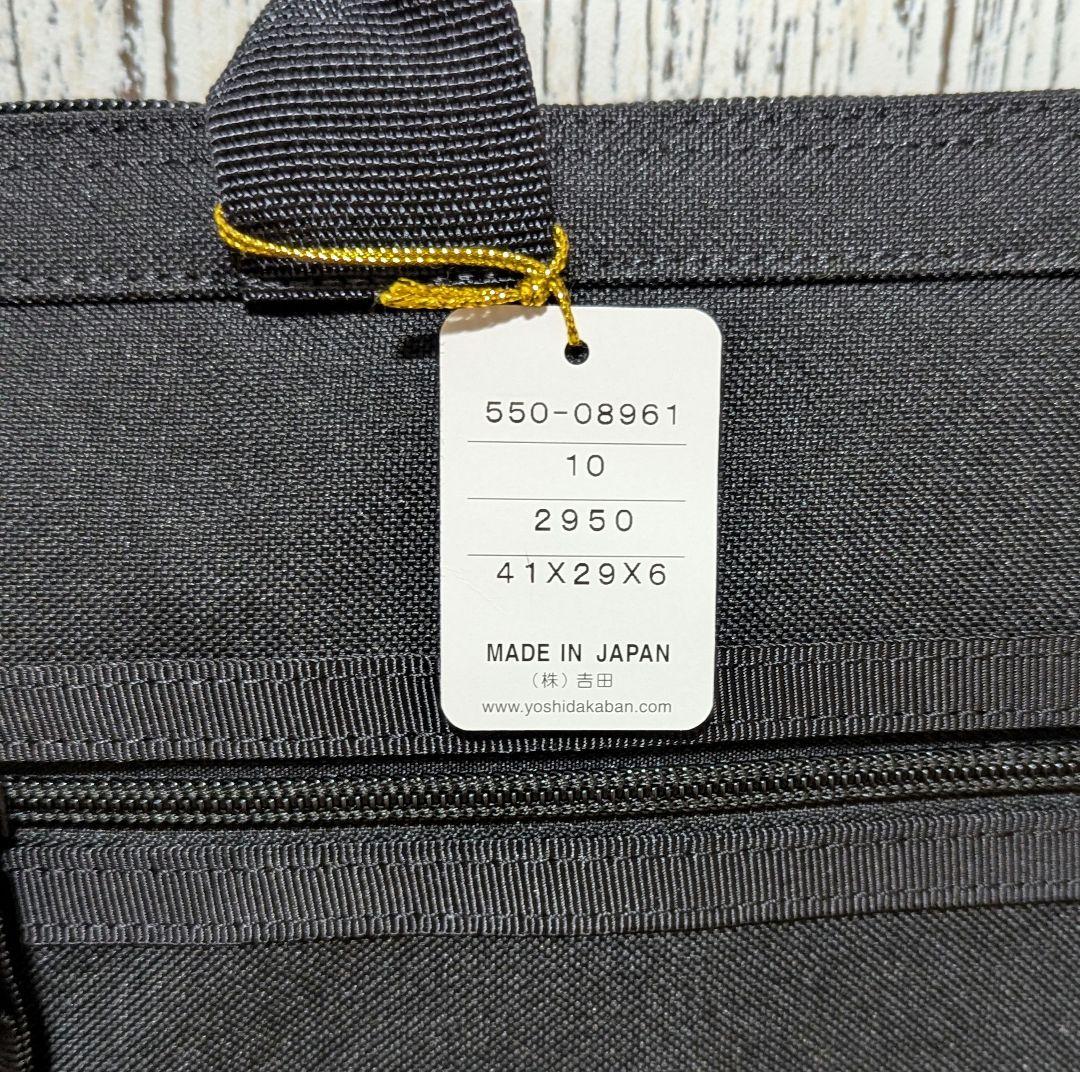 550-08961
10
2950
41X29X6
MADE IN JAPAN
(株)吉田
www.yoshidakaban.com